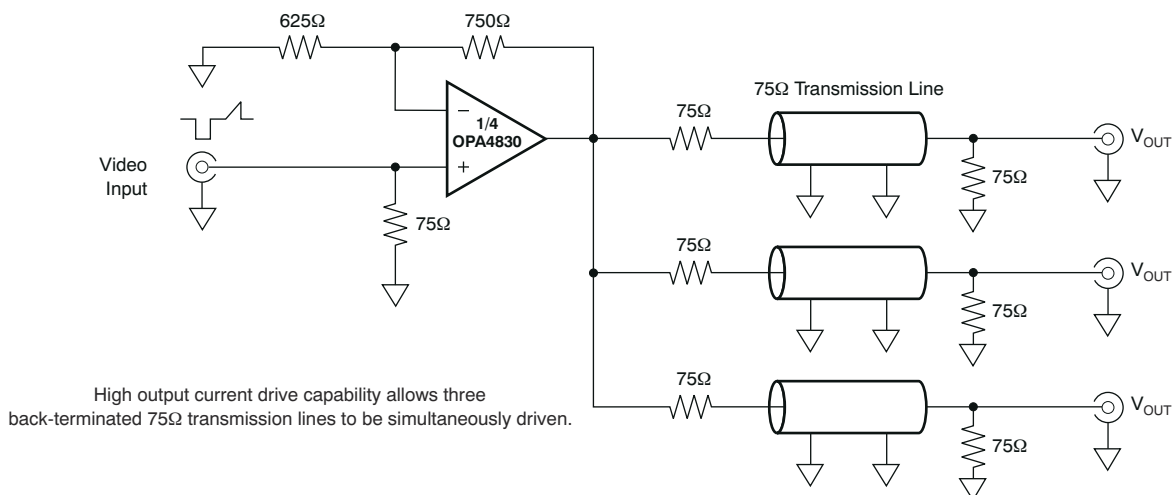 625Ω
750Ω
75Ω Transmission Line
75Ω
1/4
OPA4830
−
+
Video
Input
75Ω
75Ω
V_OUT
75Ω
75Ω
V_OUT
75Ω
75Ω
V_OUT
High output current drive capability allows three
back-terminated 75Ω transmission lines to be simultaneously driven.